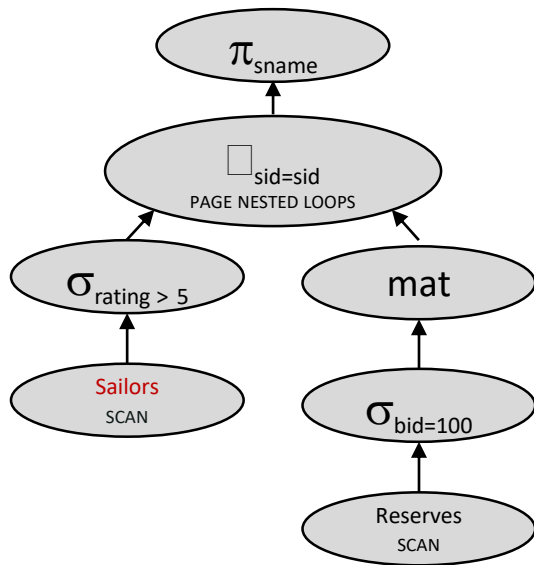 π sname
□ sid=sid
PAGE NESTED LOOPS
σ rating > 5
mat
Sailors
SCAN
σ bid=100
Reserves
SCAN